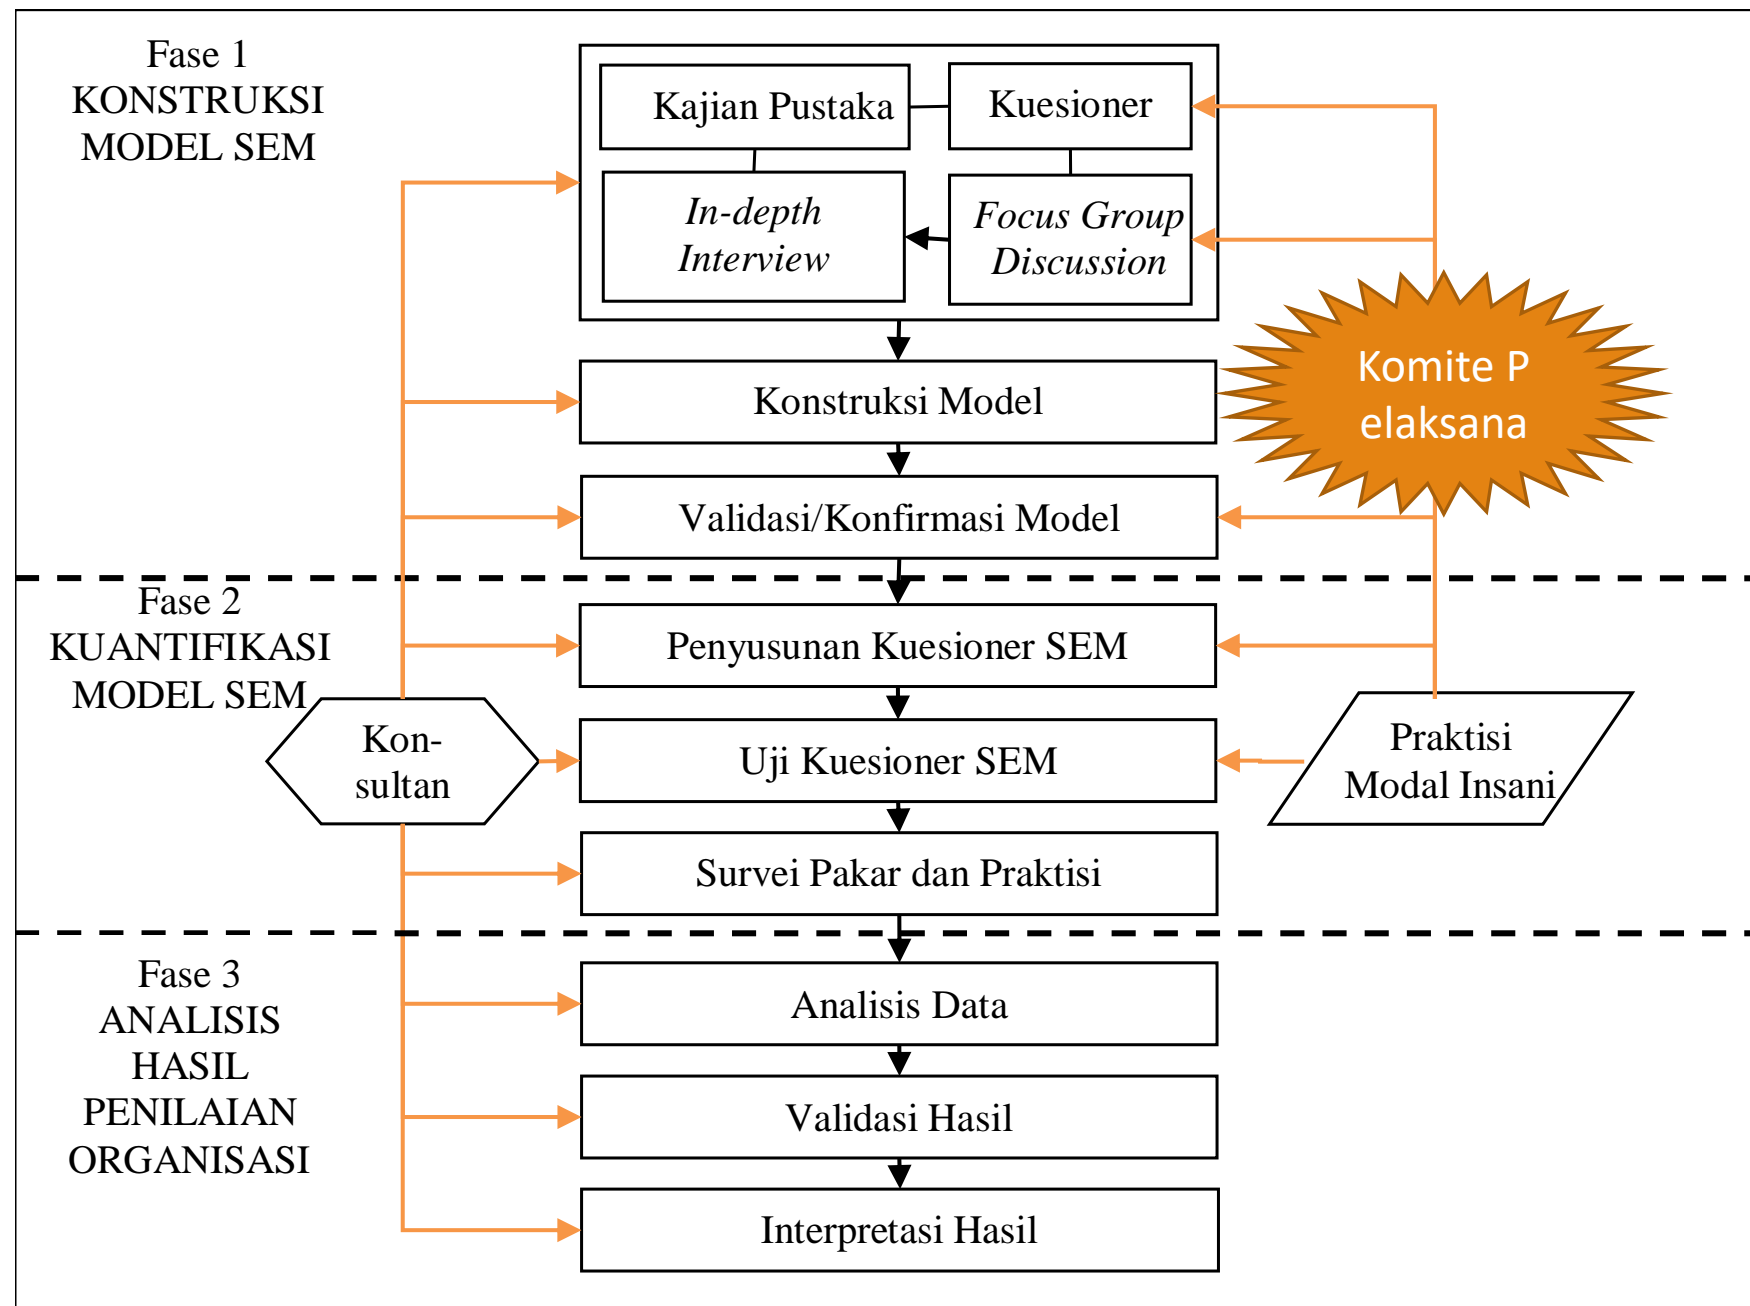 Fase 1
KONSTRUKSI
MODEL SEM
Kajian Pustaka
Kuesioner
In-depth
Interview
Focus Group
Discussion
Konstruksi Model
Komite P
elaksana
Validasi/Konfirmasi Model
Fase 2
KUANTIFIKASI
MODEL SEM
Penyusunan Kuesioner SEM
Kon-
sultan
Uji Kuesioner SEM
Praktisi
Modal Insani
Survei Pakar dan Praktisi
Fase 3
ANALISIS
HASIL
PENILAIAN
ORGANISASI
Analisis Data
Validasi Hasil
Interpretasi Hasil